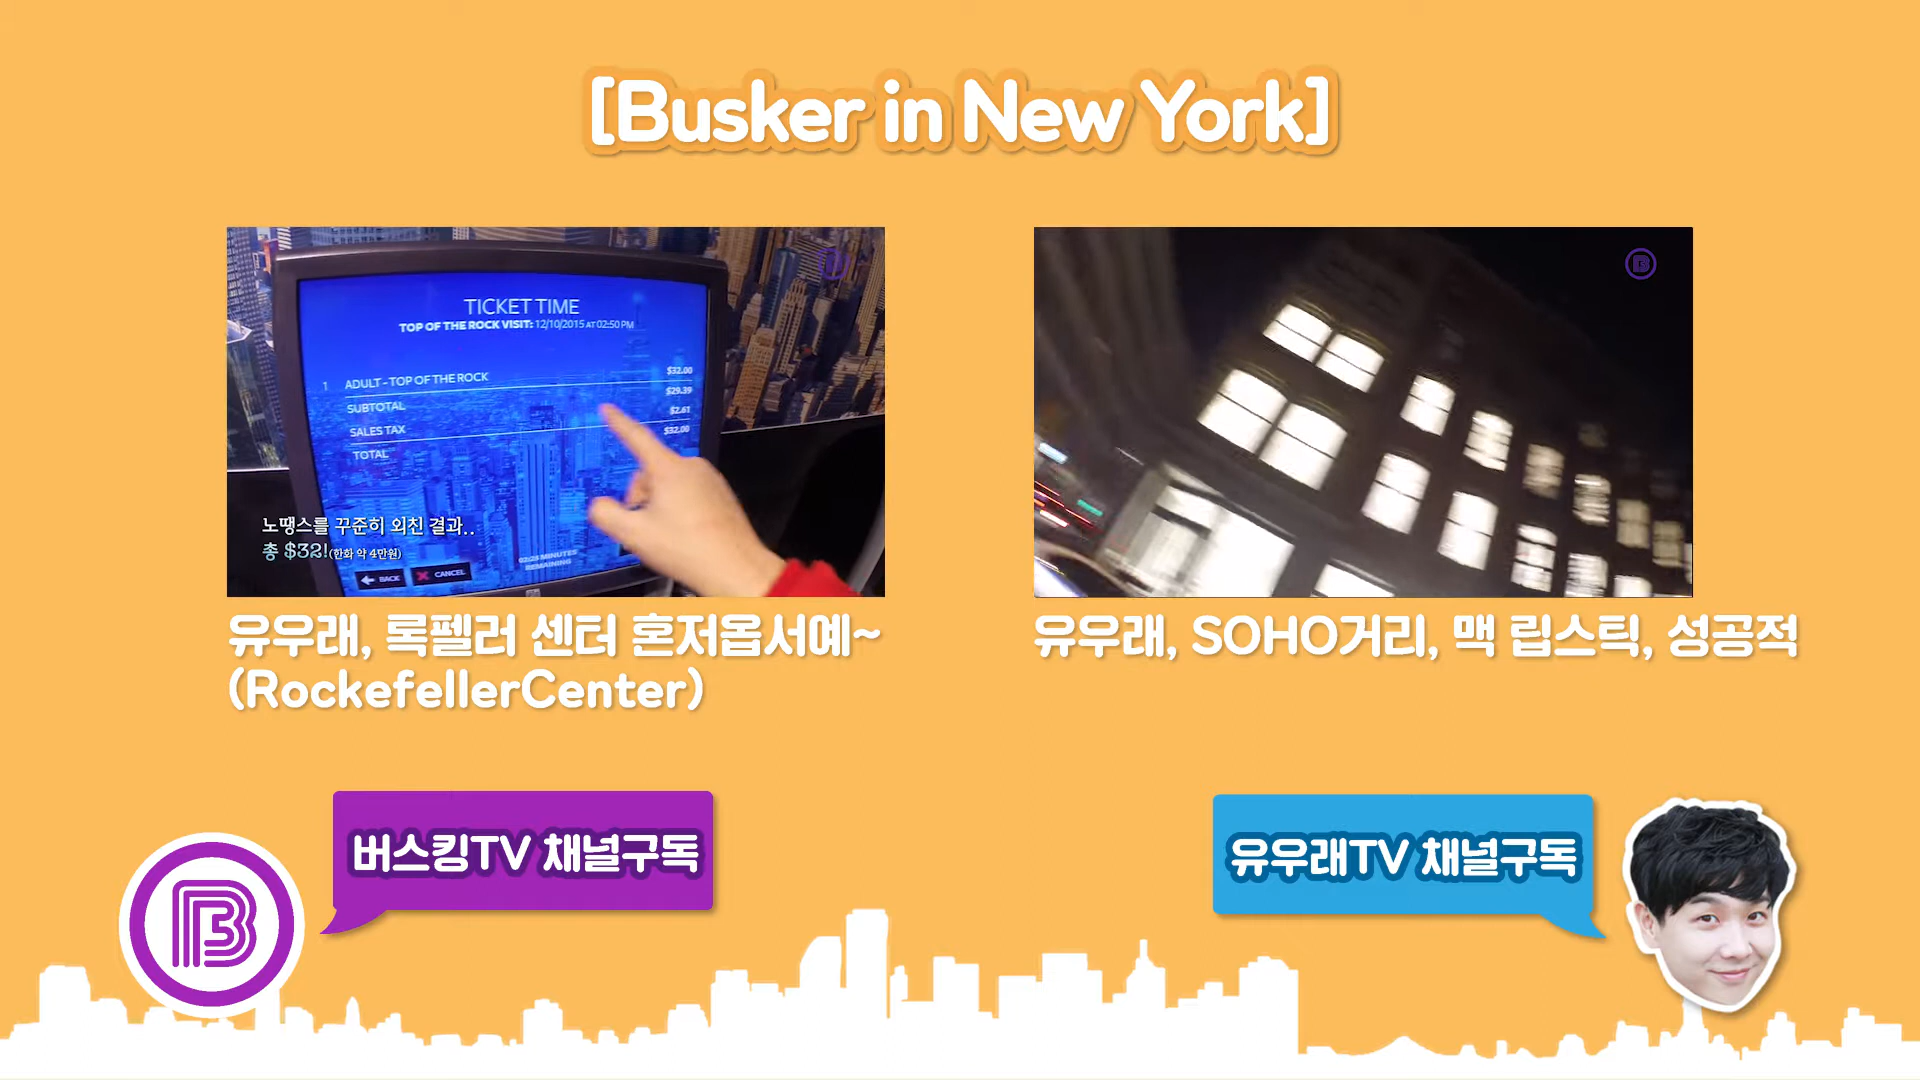 [Busker in New York]
TICKET TIME
TOP OF THE ROCK VISIT: 12/10/2015 AT 02:50 PM
1 ADULT - TOP OF THE ROCK $32.00
SUBTOTAL $29.39
SALES TAX $2.61
TOTAL $32.00
노땡스를 꾸준히 외친 결과..
총 $32!(한화 약 4만원)
02:28 MINUTES
REMAINING
BACK
CANCEL
유우래, 록펠러 센터 혼저옵서예~
(RockefellerCenter)
유우래, SOHO거리, 맥 립스틱, 성공적
버스킹TV 채널구독
유우래TV 채널구독